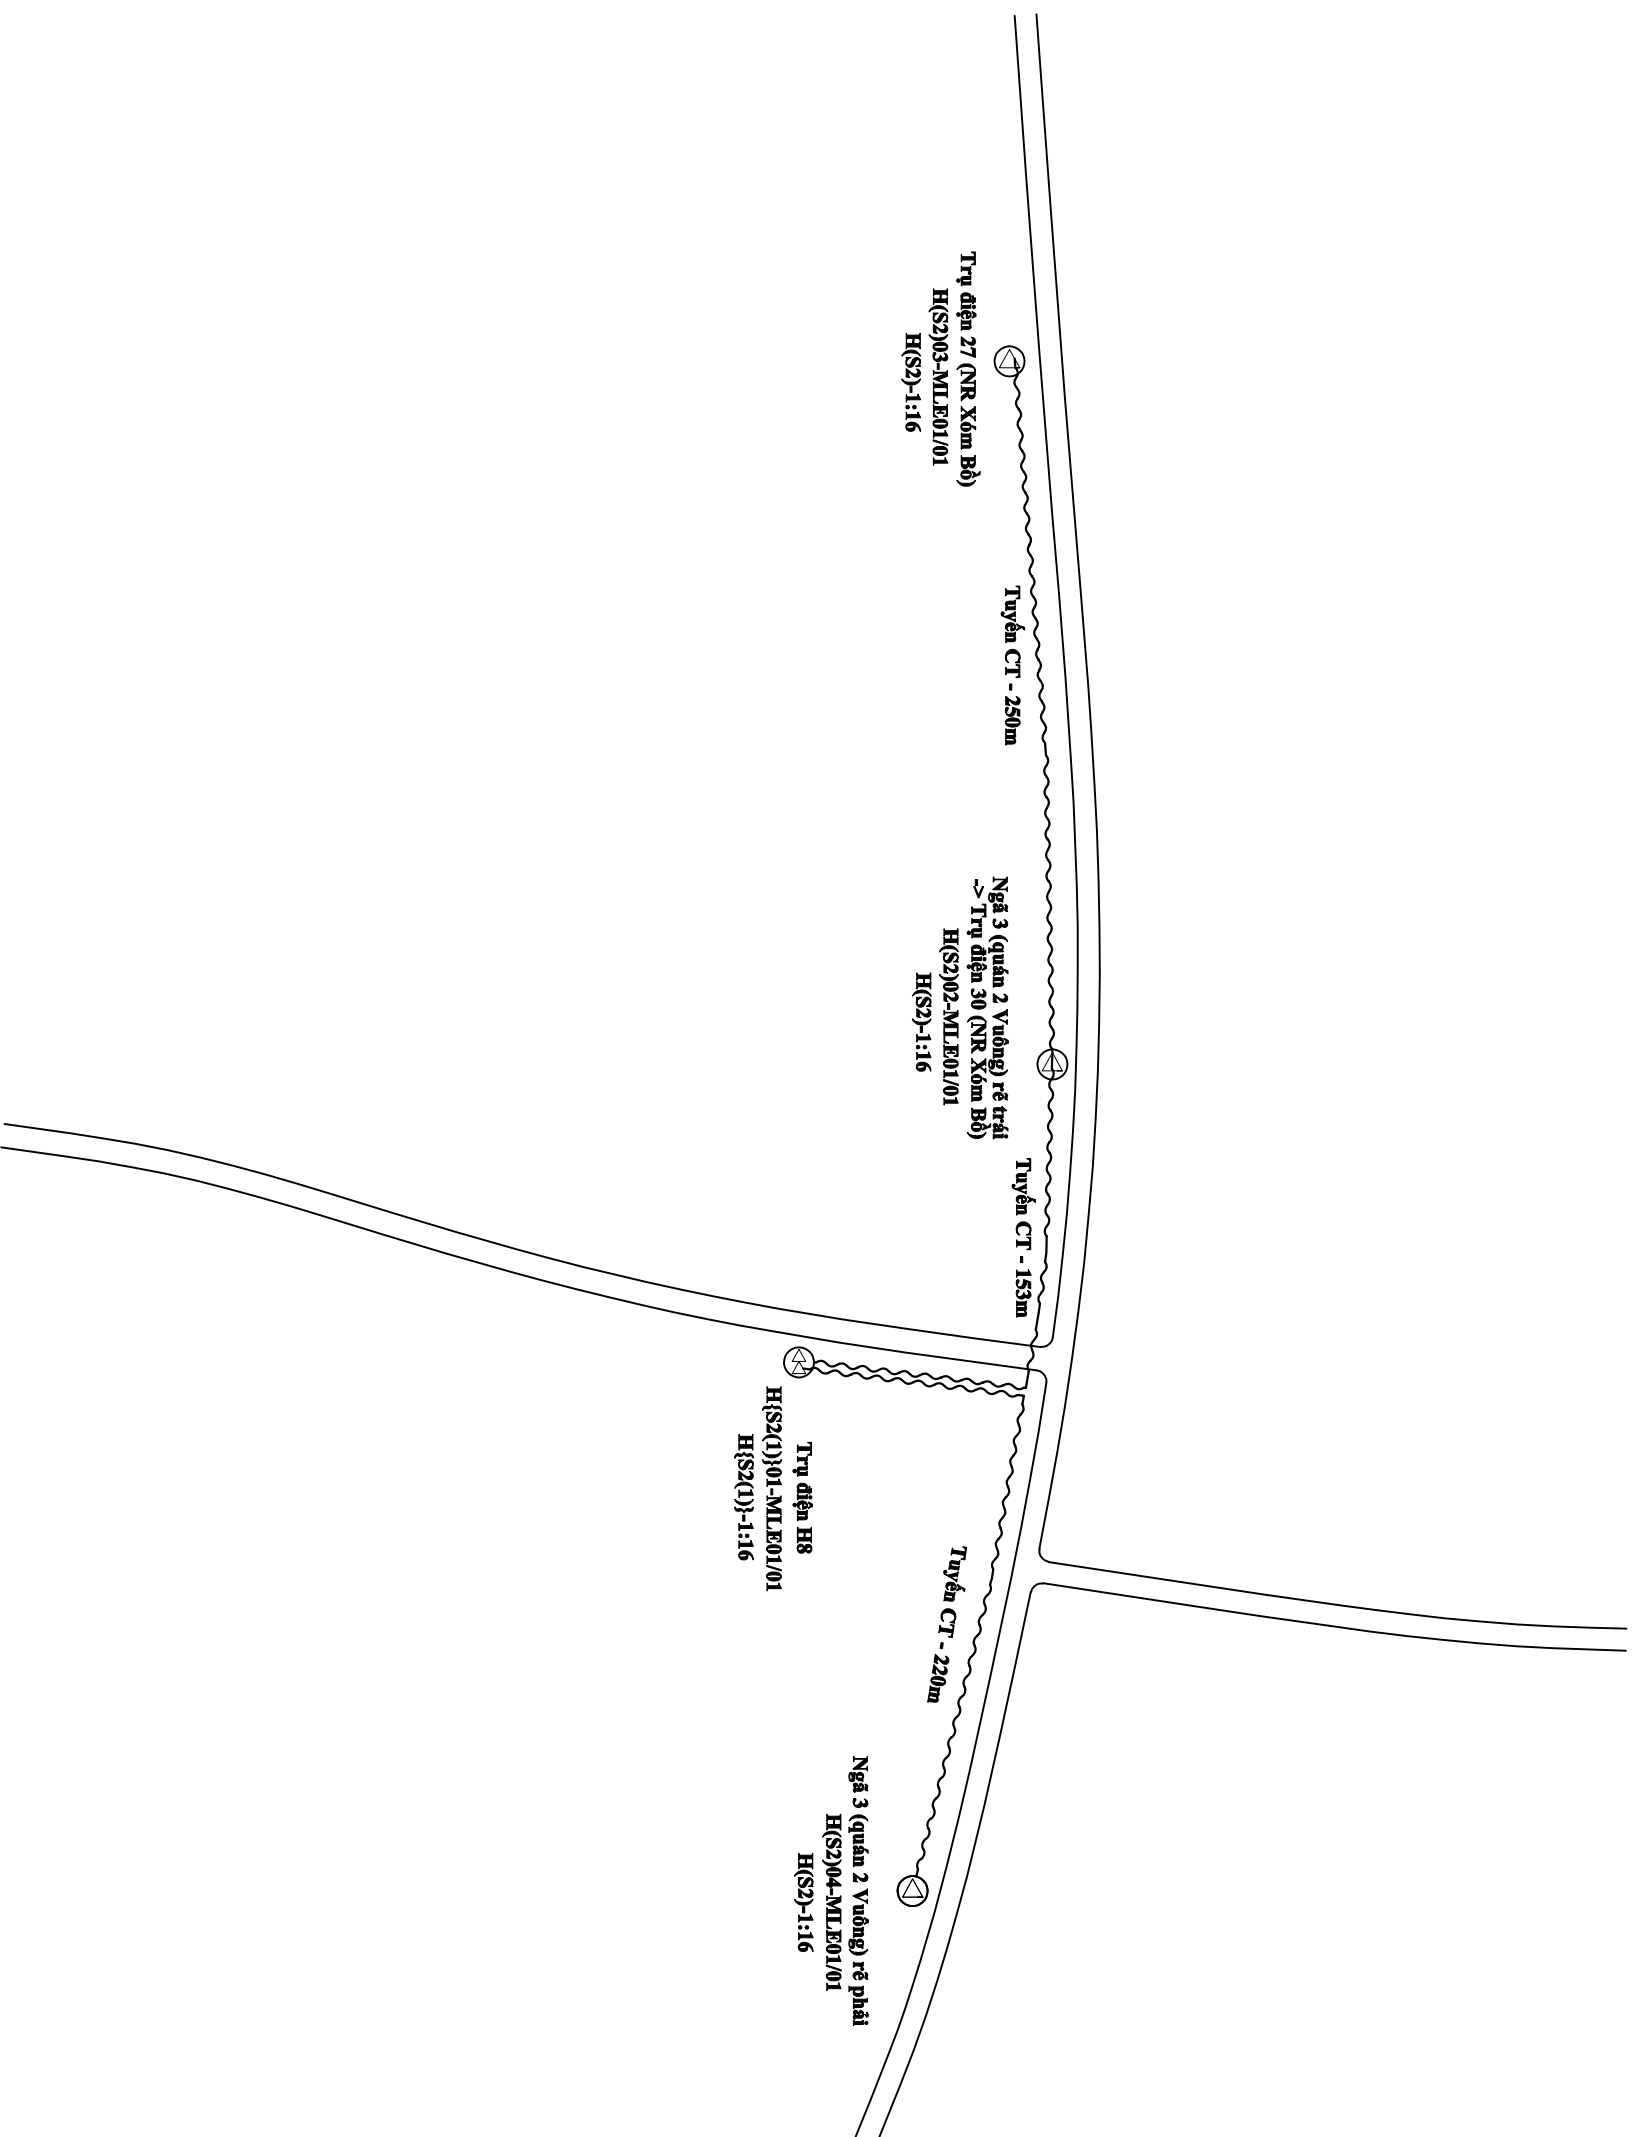 Trụ điện 27 (NR Xóm Bồ)
H(S2)03-MLE01/01
H(S2)-1:16
Tuyến CT - 250m
Ngã 3 (quán 2 Vuông) rẽ trái
-> Trụ điện 30 (NR Xóm Bồ)
H(S2)02-MLE01/01
H(S2)-1:16
Tuyến CT - 153m
Trụ điện H8
H{S2(1)}01-MLE01/01
H{S2(1)}-1:16
Tuyến CT - 220m
Ngã 3 (quán 2 Vuông) rẽ phải
H(S2)04-MLE01/01
H(S2)-1:16